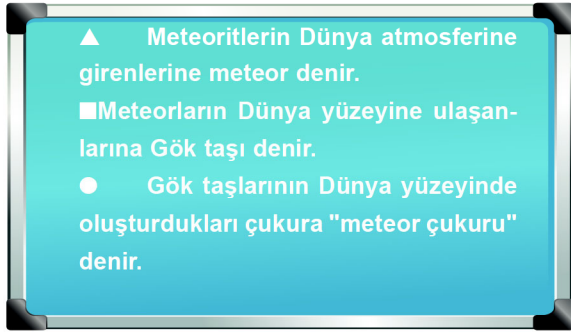 ▲ Meteoritlerin Dünya atmosferine
girenlerine meteor denir.
■Meteorların Dünya yüzeyine ulaşan-
larına Gök taşı denir.
● Gök taşlarının Dünya yüzeyinde
oluşturdukları çukura "meteor çukuru"
denir.